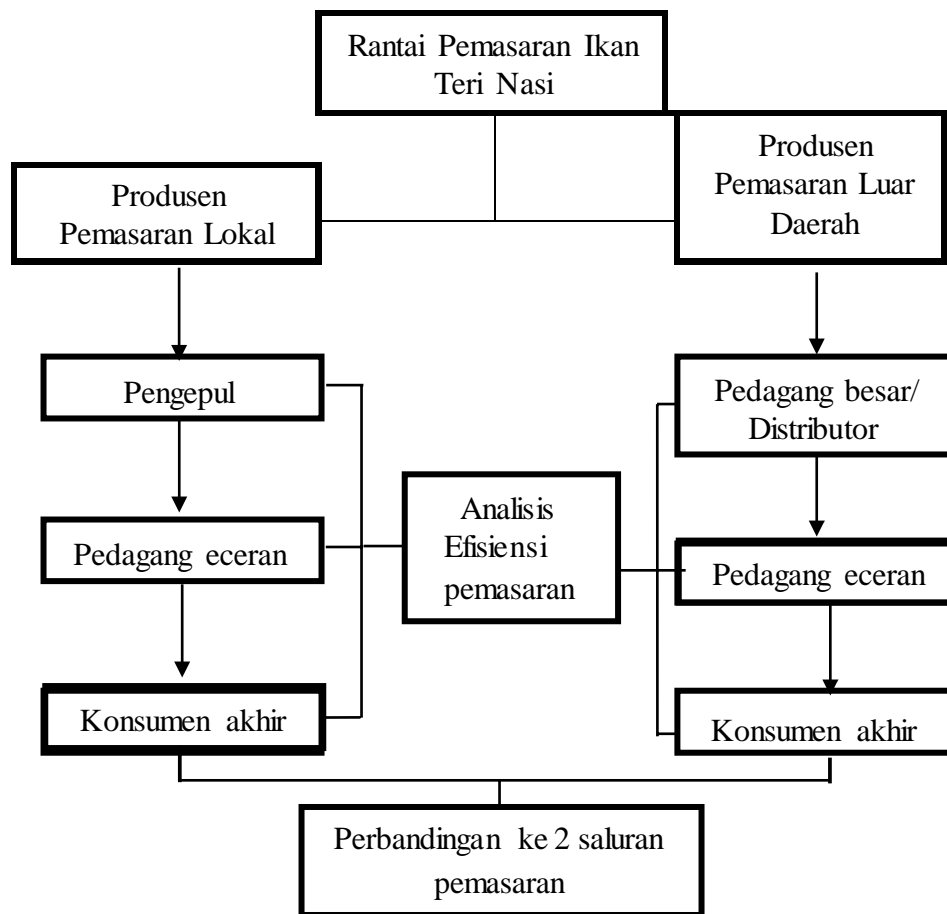 Rantai Pemasaran Ikan
Teri Nasi
Produsen
Pemasaran Lokal
Produsen
Pemasaran Luar
Daerah
Pengepul
Pedagang besar/
Distributor
Analisis
Efisiensi
pemasaran
Pedagang eceran
Pedagang eceran
Konsumen akhir
Konsumen akhir
Perbandingan ke 2 saluran
pemasaran